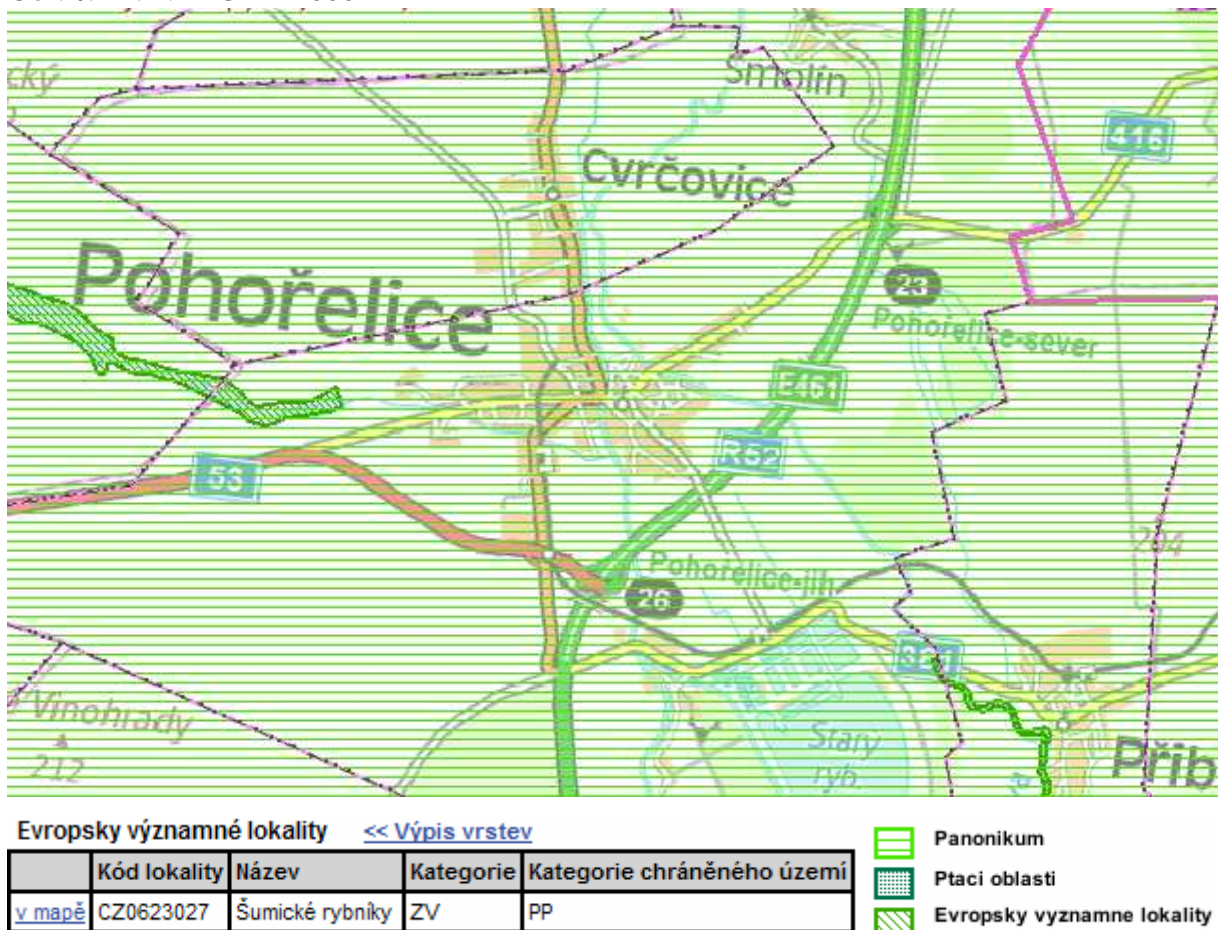 Smolín
416
Cvrčovice
Pohořelice
23
Pohořelice-sever
E461
R52
53
204
Pohořelice-jih
26
381
Vinohrady
212
Starý
ryb.
Přib
Evropsky významné lokality << Výpis vrstev
Kód lokality Název Kategorie Kategorie chráněného území
v mapě CZ0623027 Šumické rybníky ZV PP
Panonikum
Ptaci oblasti
Evropsky vyznamne lokality